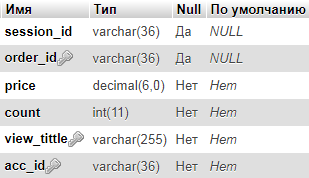 Имя Тип Null По умолчанию
session_id varchar(36) Да NULL
order_id varchar(36) Да NULL
price decimal(6,0) Нет Нет
count int(11) Нет Нет
view_tittle varchar(255) Нет Нет
acc_id varchar(36) Нет Нет